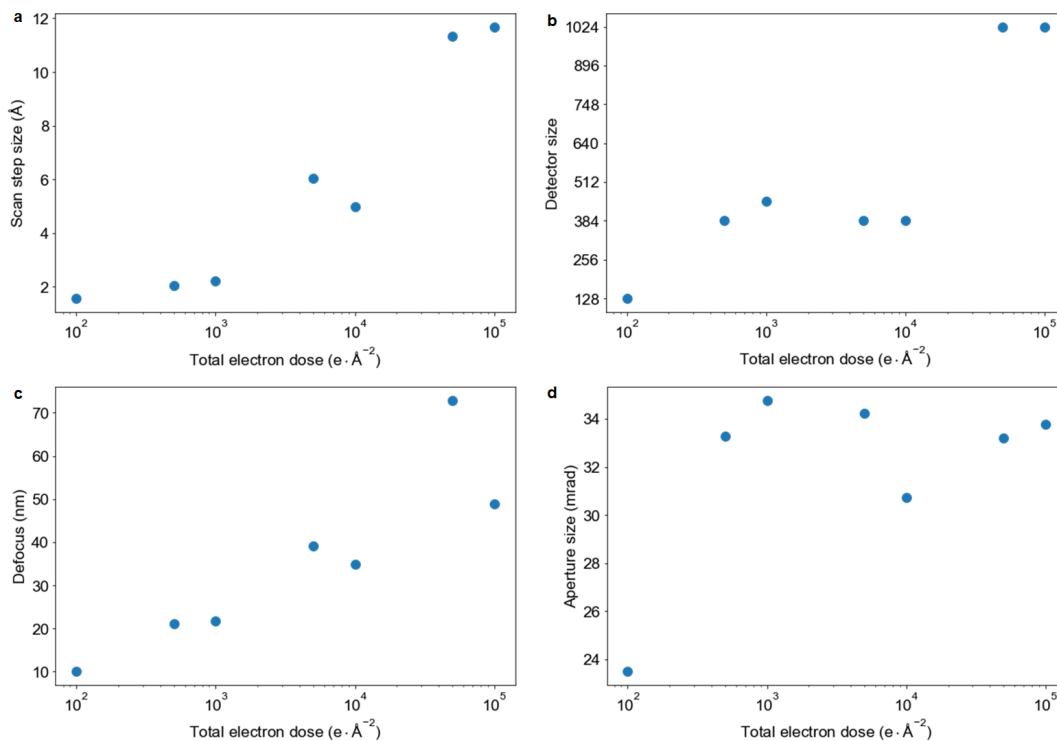 a
12
10
8
6
4
2
Scan step size (Å)
10² 10³ 10⁴ 10⁵
Total electron dose (e · Å⁻²)
b
1024
896
748
640
512
384
256
128
Detector size
10² 10³ 10⁴ 10⁵
Total electron dose (e · Å⁻²)
c
70
60
50
40
30
20
10
Defocus (nm)
10² 10³ 10⁴ 10⁵
Total electron dose (e · Å⁻²)
d
34
32
30
28
26
24
Aperture size (mrad)
10² 10³ 10⁴ 10⁵
Total electron dose (e · Å⁻²)